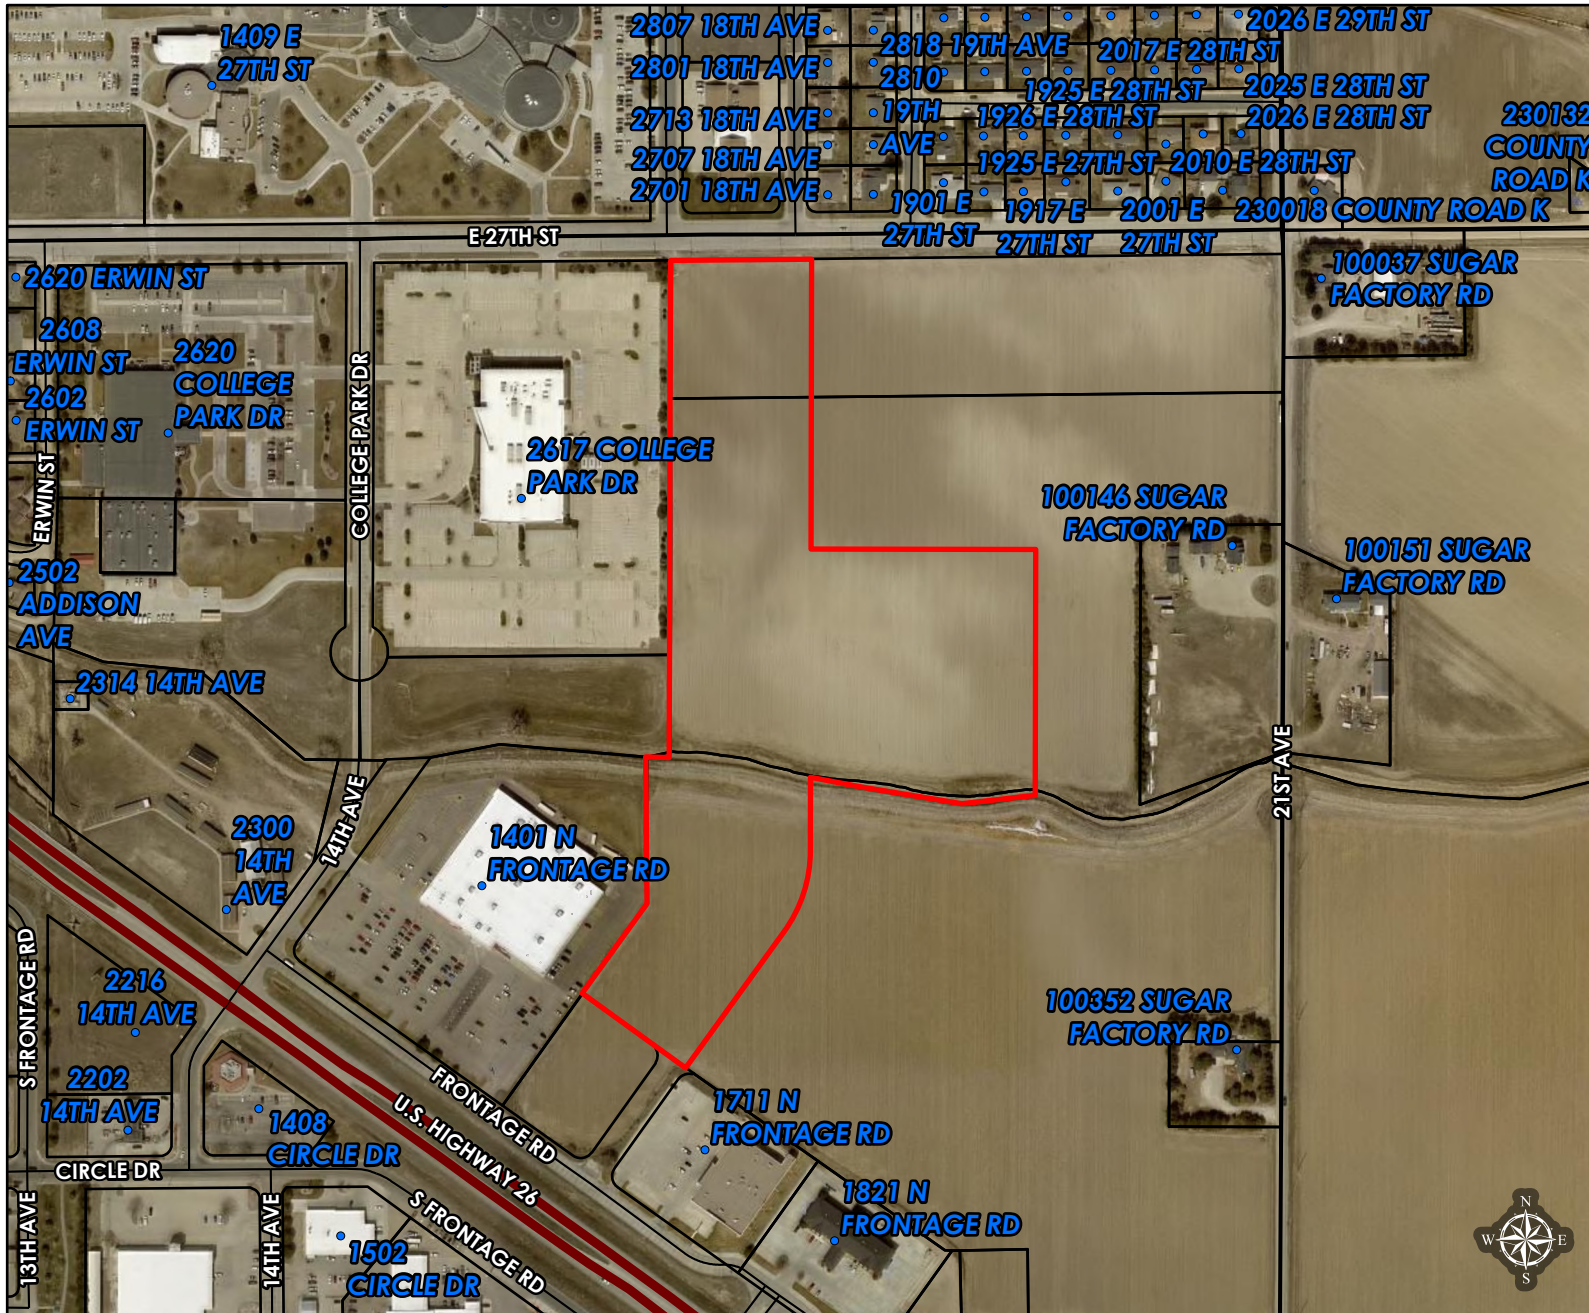 1409 E
27TH ST
2807 18TH AVE
2801 18TH AVE
2713 18TH AVE
2707 18TH AVE
2701 18TH AVE
2818 19TH AVE
2810
19TH
AVE
2026 E 29TH ST
2017 E 28TH ST
1925 E 28TH ST
2025 E 28TH ST
1926 E 28TH ST
2026 E 28TH ST
1925 E 27TH ST
2010 E 28TH ST
1901 E
27TH ST
1917 E
27TH ST
2001 E
27TH ST
230018 COUNTY ROAD K
230132
COUNTY
ROAD K
E 27TH ST
2620 ERWIN ST
2608
ERWIN ST
2602
ERWIN ST
2620
COLLEGE
PARK DR
COLLEGE PARK DR
2617 COLLEGE
PARK DR
100037 SUGAR
FACTORY RD
ERWIN ST
100146 SUGAR
FACTORY RD
100151 SUGAR
FACTORY RD
2502
ADDISON
AVE
2314 14TH AVE
21ST AVE
14TH AVE
2300
14TH
AVE
1401 N
FRONTAGE RD
S FRONTAGE RD
2216
14TH AVE
100352 SUGAR
FACTORY RD
2202
14TH AVE
FRONTAGE RD
U.S. HIGHWAY 26
1408
CIRCLE DR
1711 N
FRONTAGE RD
CIRCLE DR
13TH AVE
14TH AVE
S FRONTAGE RD
1821 N
FRONTAGE RD
1502
CIRCLE DR
N
W
E
S